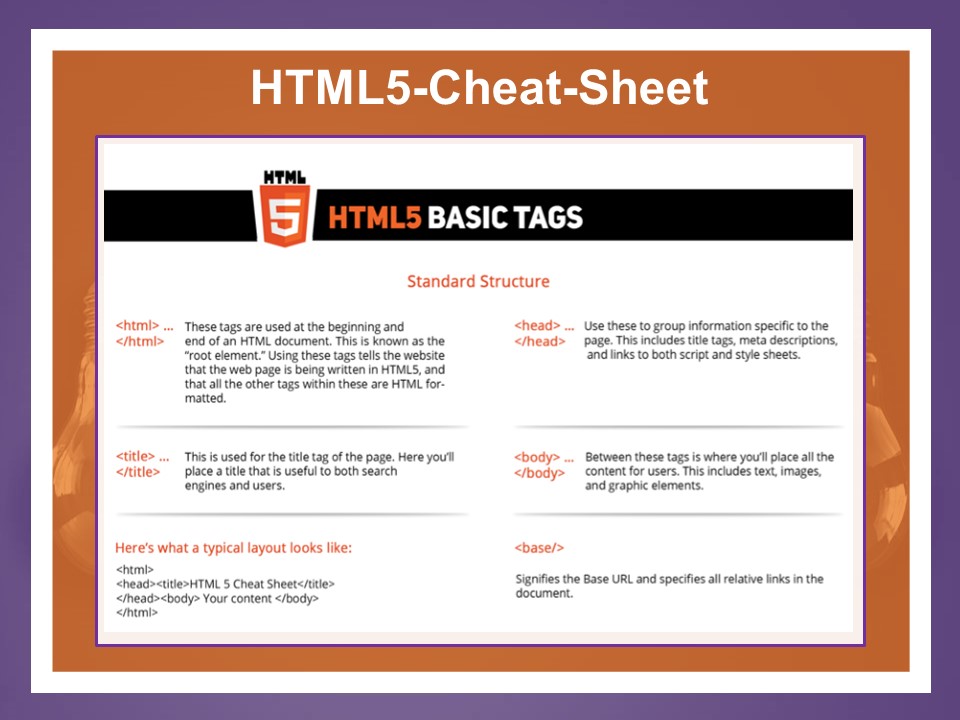 HTML5-Cheat-Sheet
HTML
5
HTML5 BASIC TAGS
Standard Structure
<html> ...
</html>
These tags are used at the beginning and
end of an HTML document. This is known as the
“root element.” Using these tags tells the website
that the web page is being written in HTML5, and
that all the other tags within these are HTML for-
matted.
<head> ...
</head>
Use these to group information specific to the
page. This includes title tags, meta descriptions,
and links to both script and style sheets.
<title> ...
</title>
This is used for the title tag of the page. Here you’ll
place a title that is useful to both search
engines and users.
<body> ...
</body>
Between these tags is where you’ll place all the
content for users. This includes text, images,
and graphic elements.
Here’s what a typical layout looks like:
<html>
<head><title>HTML 5 Cheat Sheet</title>
</head><body> Your content </body>
</html>
<base/>
Signifies the Base URL and specifies all relative links in the
document.